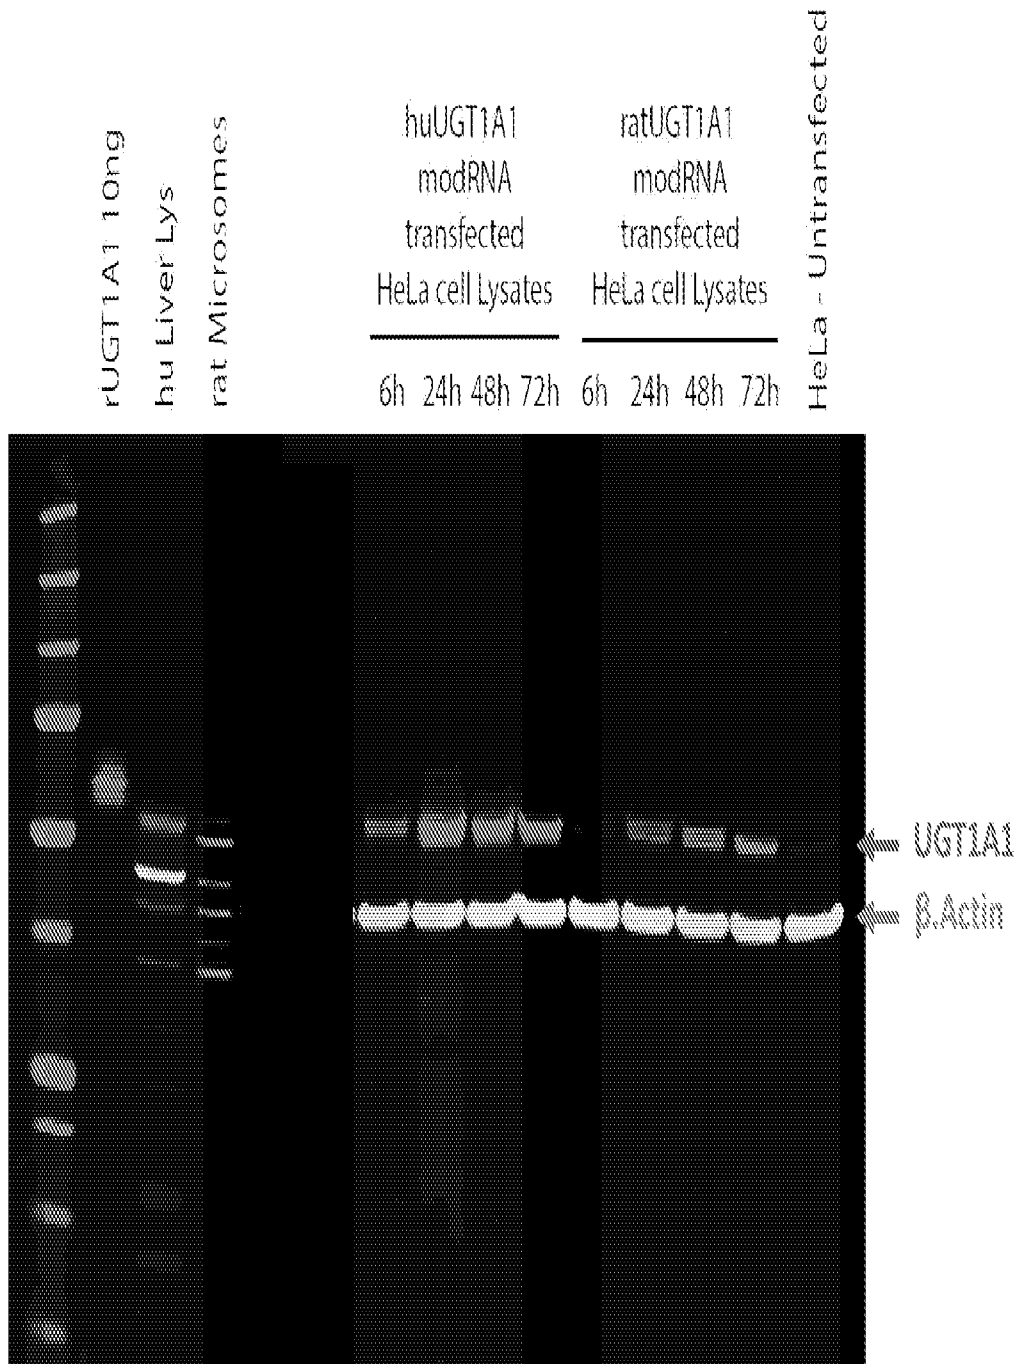 rUGT1A1 10ng
hu Liver Lys
rat Microsomes
huUGT1A1
modRNA
transfected
HeLa cell Lysates
6h 24h 48h 72h
ratUGT1A1
modRNA
transfected
HeLa cell Lysates
6h 24h 48h 72h
HeLa - Untransfected
UGT1A1
β.Actin